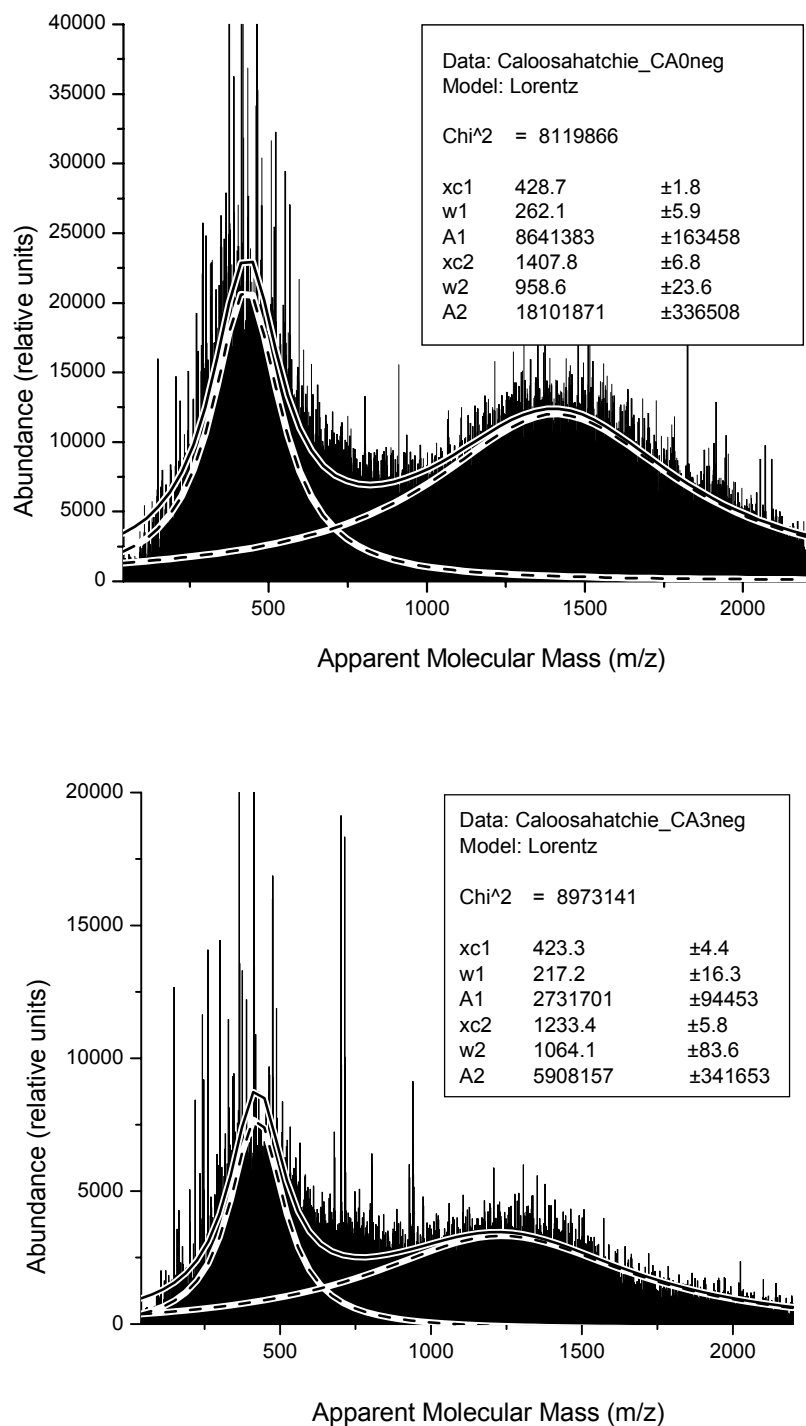 40000
35000
30000
25000
20000
15000
10000
5000
0
Abundance (relative units)
500 1000 1500 2000
Apparent Molecular Mass (m/z)
Data: Caloosahatchie_CA0neg
Model: Lorentz
Chi^2 = 8119866
xc1 428.7 ±1.8
w1 262.1 ±5.9
A1 8641383 ±163458
xc2 1407.8 ±6.8
w2 958.6 ±23.6
A2 18101871 ±336508
20000
15000
10000
5000
0
Abundance (relative units)
500 1000 1500 2000
Apparent Molecular Mass (m/z)
Data: Caloosahatchie_CA3neg
Model: Lorentz
Chi^2 = 8973141
xc1 423.3 ±4.4
w1 217.2 ±16.3
A1 2731701 ±94453
xc2 1233.4 ±5.8
w2 1064.1 ±83.6
A2 5908157 ±341653